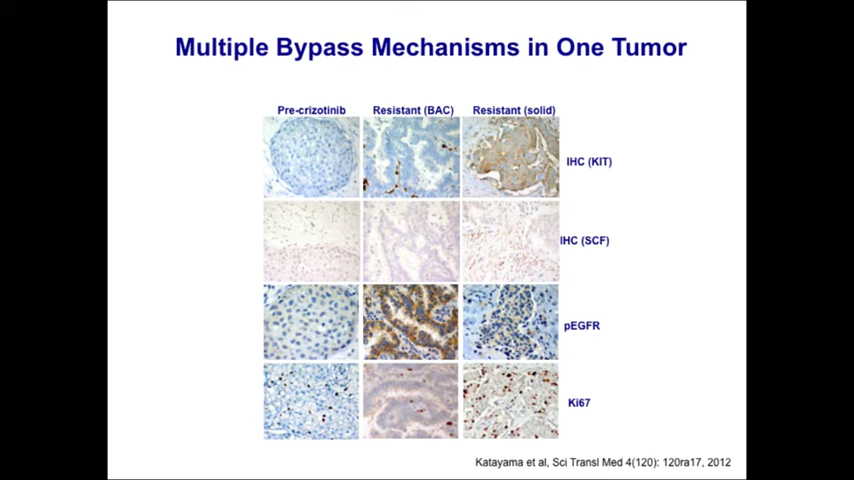 Multiple Bypass Mechanisms in One Tumor
Pre-crizotinib Resistant (BAC) Resistant (solid)
IHC (KIT)
IHC (SCF)
pEGFR
Ki67
Katayama et al, Sci Transl Med 4(120): 120ra17, 2012